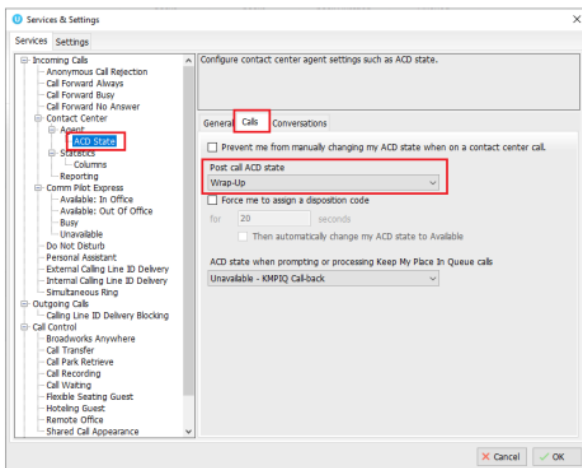 Services & Settings
Services Settings
Incoming Calls
Anonymous Call Rejection
Call Forward Always
Call Forward Busy
Call Forward No Answer
Contact Center
Agent
ACD State
Statistics
Columns
Reporting
Comm Pilot Express
Available: In Office
Available: Out Of Office
Busy
Unavailable
Do Not Disturb
Personal Assistant
External Calling Line ID Delivery
Internal Calling Line ID Delivery
Simultaneous Ring
Outgoing Calls
Calling Line ID Delivery Blocking
Call Control
Broadworks Anywhere
Call Transfer
Call Park Retrieve
Call Recording
Call Waiting
Flexible Seating Guest
Hoteling Guest
Remote Office
Shared Call Appearance
Configure contact center agent settings such as ACD state.
General Calls Conversations
Prevent me from manually changing my ACD state when on a contact center call.
Post call ACD state
Wrap-Up
Force me to assign a disposition code
for 20 seconds
Then automatically change my ACD state to Available
ACD state when prompting or processing Keep My Place In Queue calls
Unavailable - KMPIQ Call-back
Cancel OK